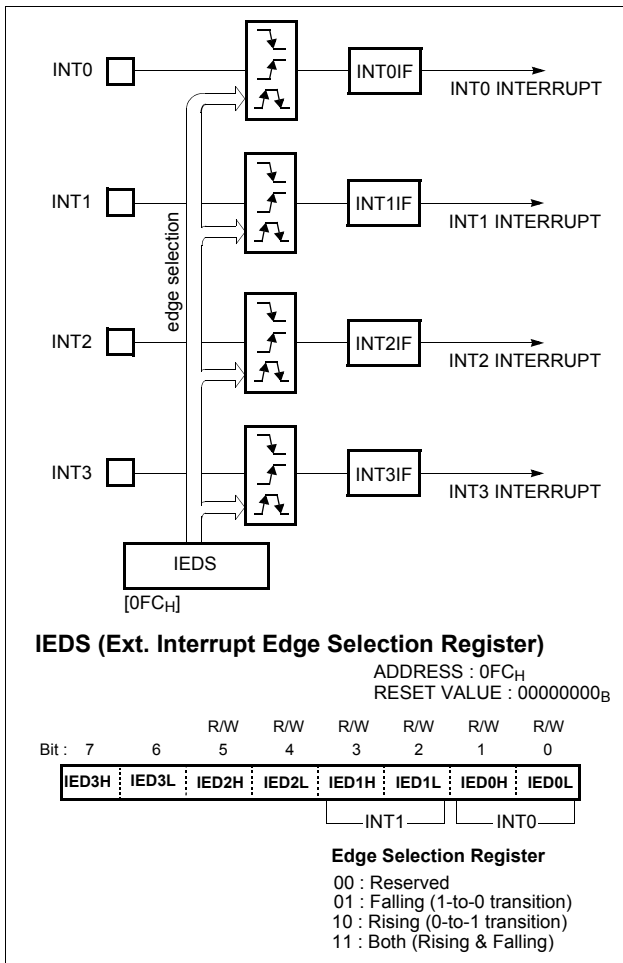 INT0
INT0IF
INT0 INTERRUPT
INT1
INT1IF
INT1 INTERRUPT
edge selection
INT2
INT2IF
INT2 INTERRUPT
INT3
INT3IF
INT3 INTERRUPT
IEDS
[0FCH]
IEDS (Ext. Interrupt Edge Selection Register)
ADDRESS : 0FCH
RESET VALUE : 00000000B
R/W R/W R/W R/W R/W R/W
Bit : 7 6 5 4 3 2 1 0
IED3H IED3L IED2H IED2L IED1H IED1L IED0H IED0L
INT1 INT0
Edge Selection Register
00 : Reserved
01 : Falling (1-to-0 transition)
10 : Rising (0-to-1 transition)
11 : Both (Rising & Falling)